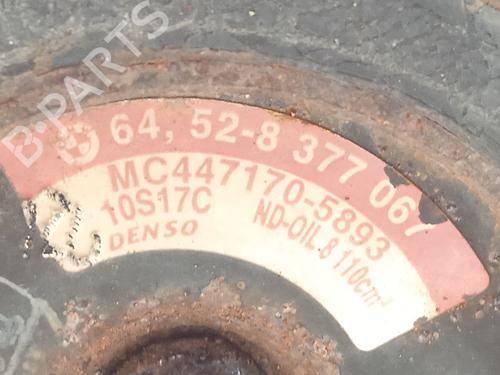 B-PARTS
64, 52-8 377 067
MC447170-5893
10S17C ND-OIL 8 110cm³
DENSO